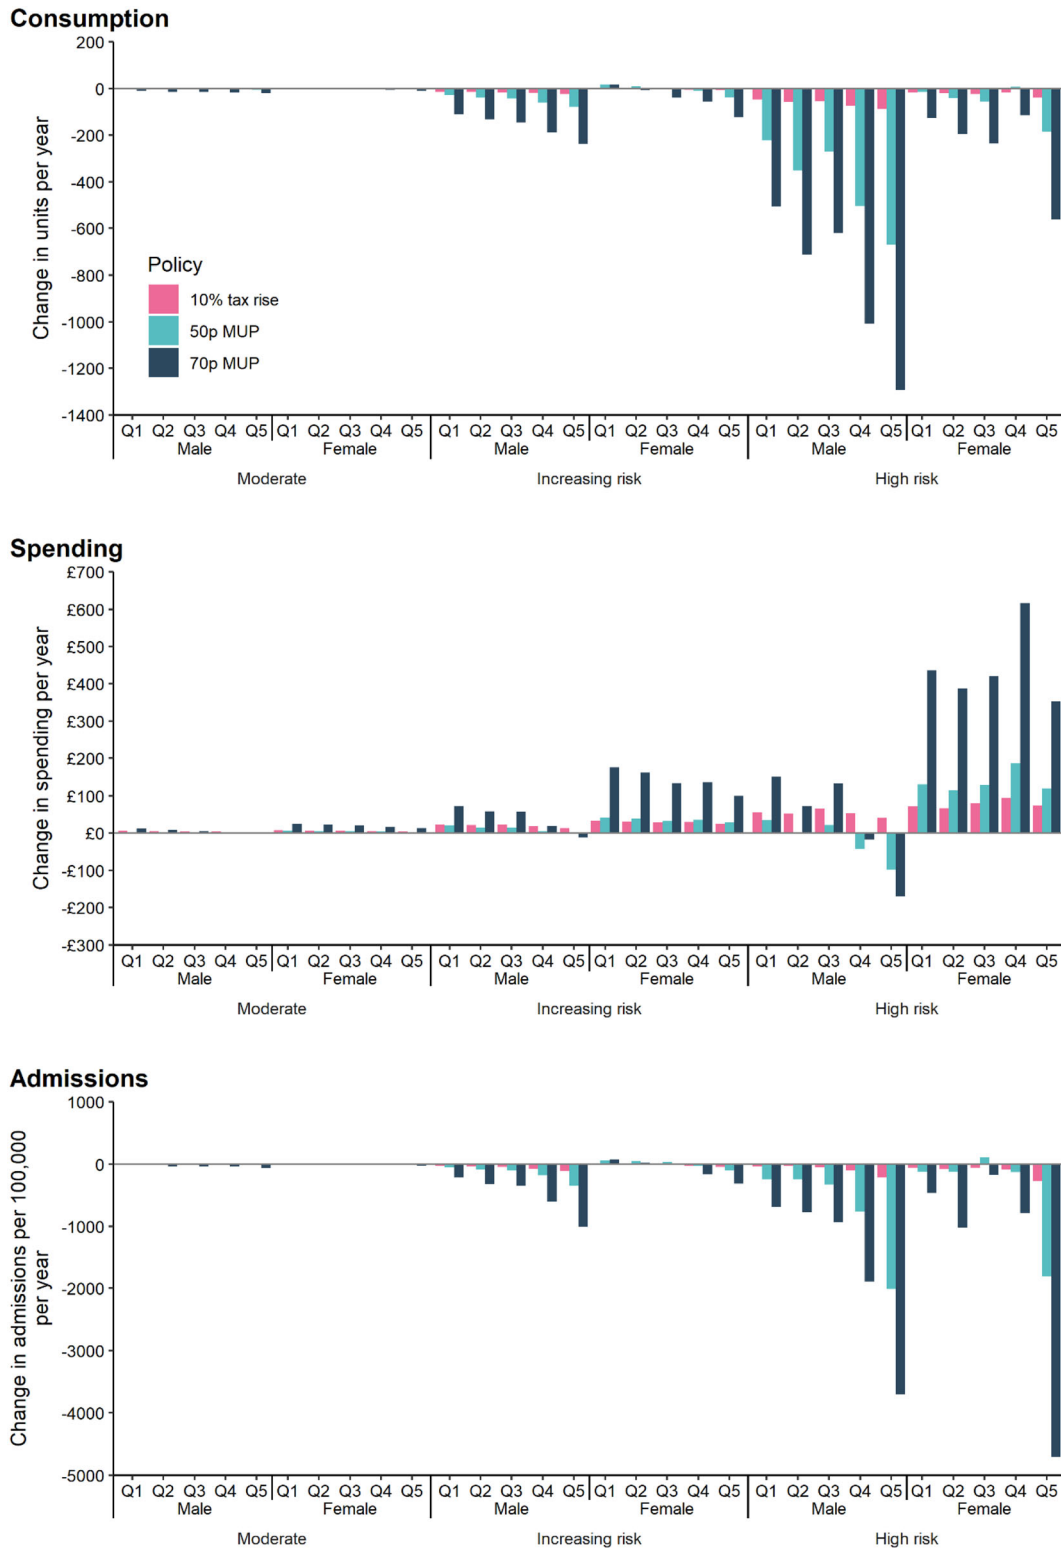 Consumption
Change in units per year
200
0
-200
-400
-600
-800
-1000
-1200
-1400
Policy
10% tax rise
50p MUP
70p MUP
Q1 Q2 Q3 Q4 Q5 Q1 Q2 Q3 Q4 Q5 Q1 Q2 Q3 Q4 Q5 Q1 Q2 Q3 Q4 Q5 Q1 Q2 Q3 Q4 Q5 Q1 Q2 Q3 Q4 Q5
Male Female Male Female Male Female
Moderate Increasing risk High risk
Spending
Change in spending per year
£700
£600
£500
£400
£300
£200
£100
£0
-£100
-£200
-£300
Q1 Q2 Q3 Q4 Q5 Q1 Q2 Q3 Q4 Q5 Q1 Q2 Q3 Q4 Q5 Q1 Q2 Q3 Q4 Q5 Q1 Q2 Q3 Q4 Q5 Q1 Q2 Q3 Q4 Q5
Male Female Male Female Male Female
Moderate Increasing risk High risk
Admissions
Change in admissions per 100,000
per year
1000
0
-1000
-2000
-3000
-4000
-5000
Q1 Q2 Q3 Q4 Q5 Q1 Q2 Q3 Q4 Q5 Q1 Q2 Q3 Q4 Q5 Q1 Q2 Q3 Q4 Q5 Q1 Q2 Q3 Q4 Q5 Q1 Q2 Q3 Q4 Q5
Male Female Male Female Male Female
Moderate Increasing risk High risk